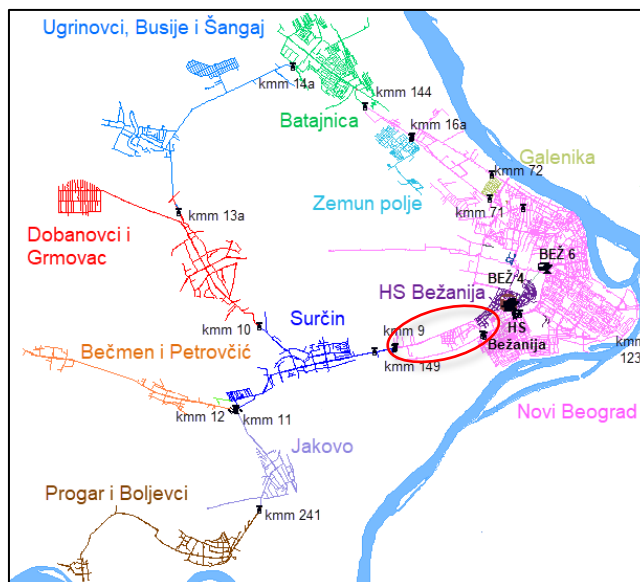 Ugrinovci, Busije i Šangaj
kmm 14a
kmm 144
Batajnica
kmm 16a
Galenika
kmm 72
Zemun polje
kmm 71
kmm 13a
Dobanovci i
Grmovac
BEŽ 6
BEŽ 4
HS Bežanija
kmm 10
Surčin
HS
Bežanija
kmm 9
kmm
123
Bečmen i Petrovčić
kmm 149
kmm 12
kmm 11
Novi Beograd
Jakovo
Progar i Boljevci
kmm 241